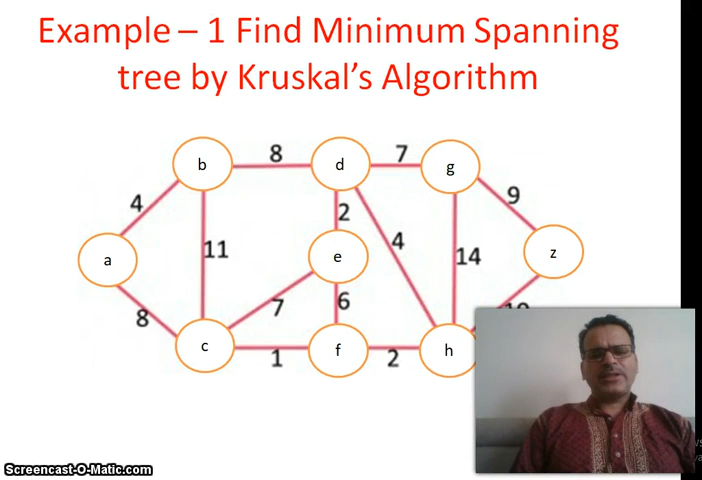 Example – 1 Find Minimum Spanning
tree by Kruskal's Algorithm
b 8 d 7 g
4 9
2
11 4 14
a e z
8 7 6
c 1 f 2 h
Screencast-O-Matic.com